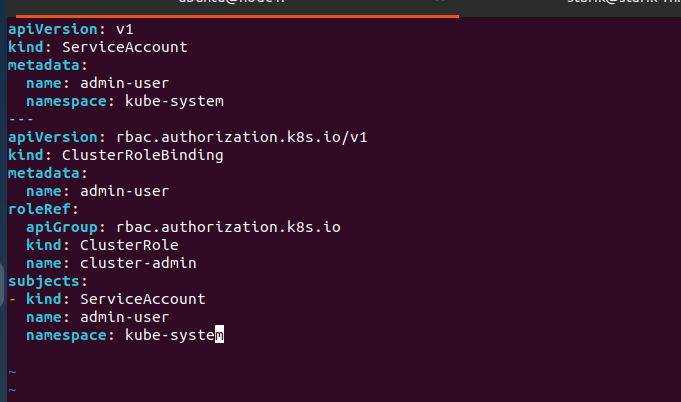 apiVersion: v1
kind: ServiceAccount
metadata:
  name: admin-user
  namespace: kube-system
---
apiVersion: rbac.authorization.k8s.io/v1
kind: ClusterRoleBinding
metadata:
  name: admin-user
roleRef:
  apiGroup: rbac.authorization.k8s.io
  kind: ClusterRole
  name: cluster-admin
subjects:
- kind: ServiceAccount
  name: admin-user
  namespace: kube-system
~
~